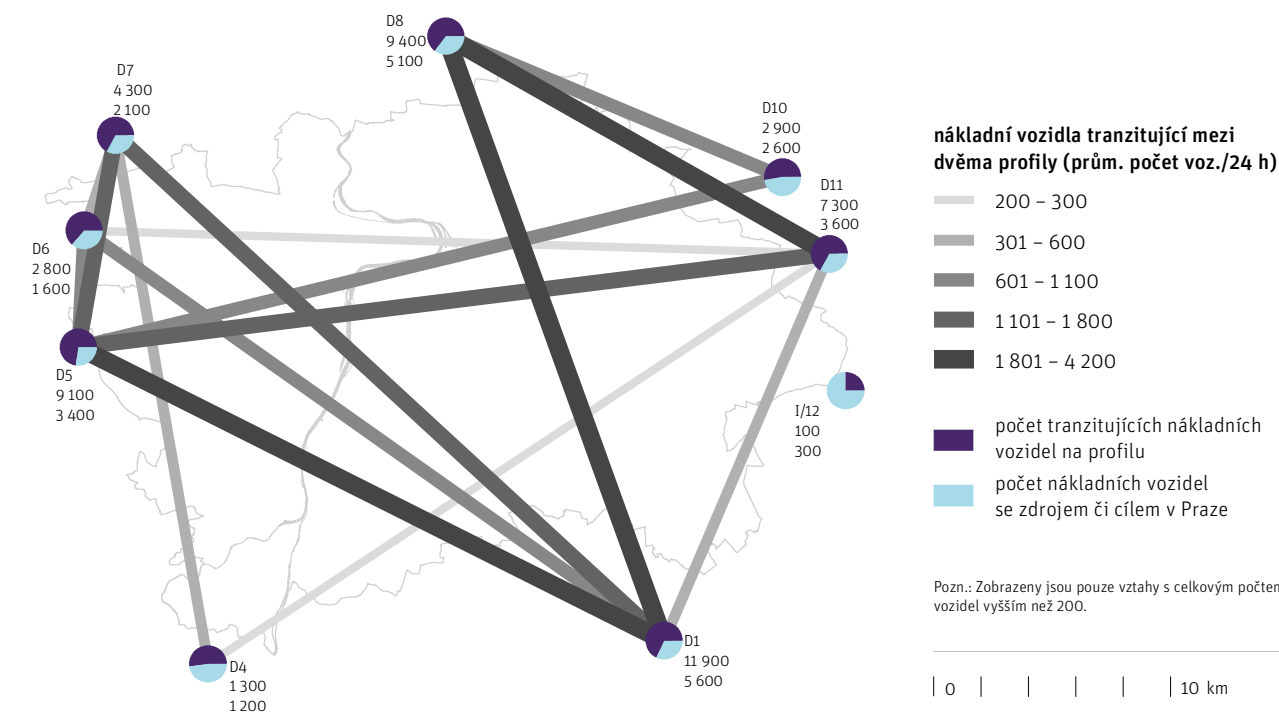 D8
9 400
5 100
D7
4 300
2 100
D10
2 900
2 600
D11
7 300
3 600
D6
2 800
1 600
D5
9 100
3 400
I/12
100
300
D4
1 300
1 200
D1
11 900
5 600
nákladní vozidla tranzitující mezi
dvěma profily (prům. počet voz./24 h)
200 – 300
301 – 600
601 – 1 100
1 101 – 1 800
1 801 – 4 200
počet tranzitujících nákladních
vozidel na profilu
počet nákladních vozidel
se zdrojem či cílem v Praze
Pozn.: Zobrazeny jsou pouze vztahy s celkovým počtem
vozidel vyšším než 200.
0
10 km